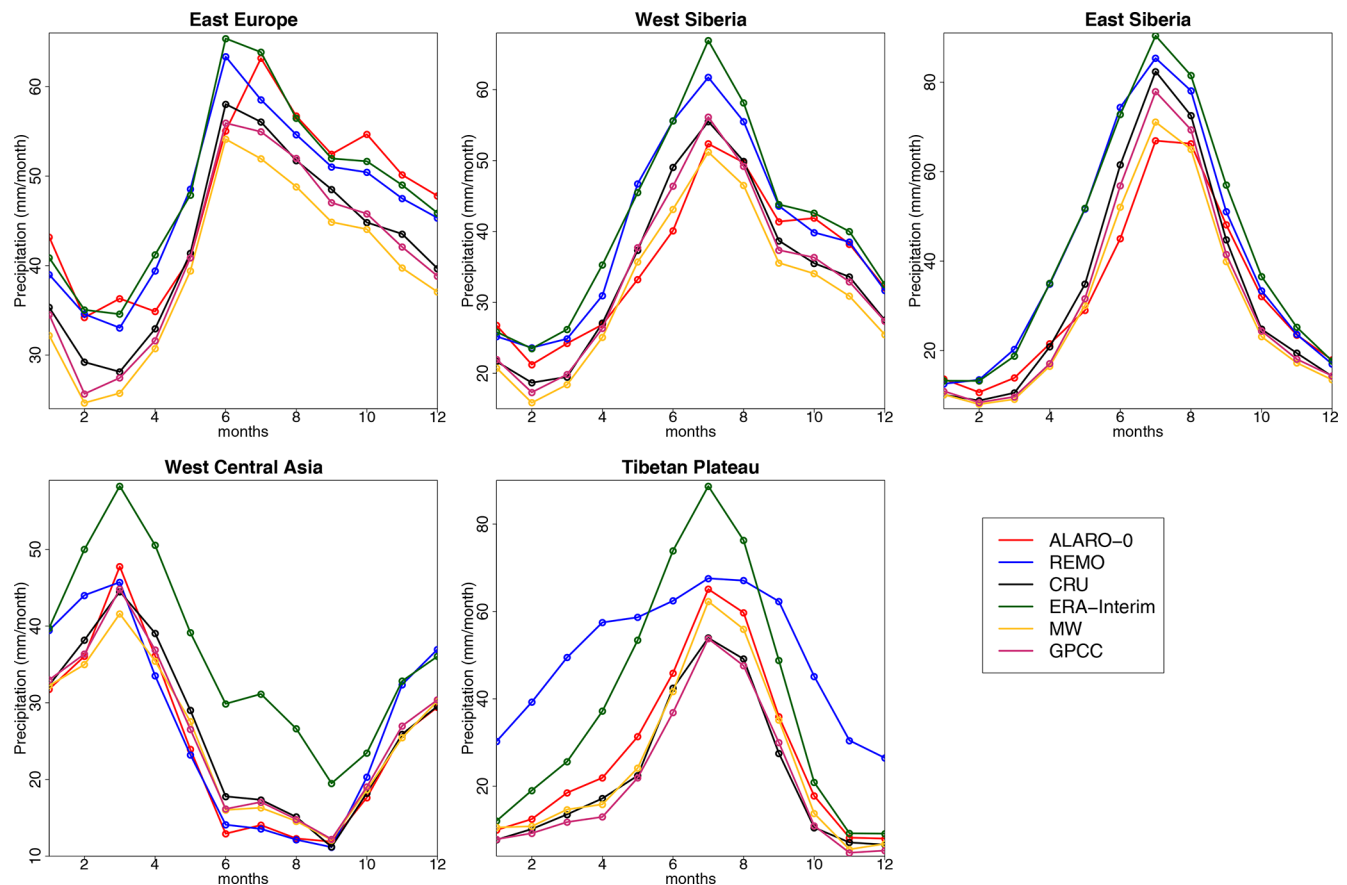 East Europe
Precipitation (mm/month)
30 40 50 60
2 4 6 8 10 12
months
West Siberia
Precipitation (mm/month)
20 30 40 50 60
2 4 6 8 10 12
months
East Siberia
Precipitation (mm/month)
20 40 60 80
2 4 6 8 10 12
months
West Central Asia
Precipitation (mm/month)
10 20 30 40 50
2 4 6 8 10 12
months
Tibetan Plateau
Precipitation (mm/month)
20 40 60 80
2 4 6 8 10 12
months
ALARO−0
REMO
CRU
ERA−Interim
MW
GPCC